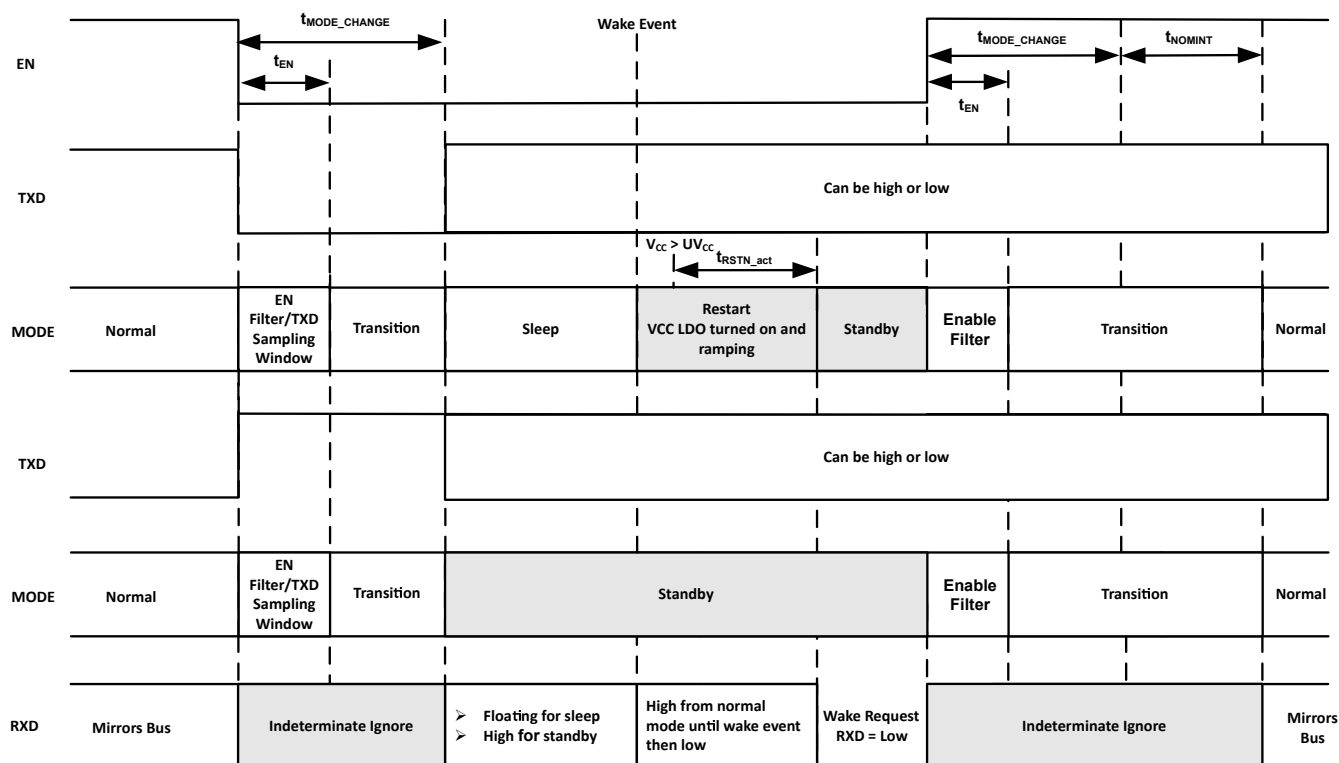 Wake Event
EN
tMODE_CHANGE
tEN
tMODE_CHANGE
tNOMINT
tEN
TXD
Can be high or low
VCC > UVCC
tRSTN_act
MODE
Normal
EN
Filter/TXD
Sampling
Window
Transition
Sleep
Restart
VCC LDO turned on and
ramping
Standby
Enable
Filter
Transition
Normal
TXD
Can be high or low
MODE
Normal
EN
Filter/TXD
Sampling
Window
Transition
Standby
Enable
Filter
Transition
Normal
RXD
Mirrors Bus
Indeterminate Ignore
➢ Floating for sleep
➢ High for standby
High from normal
mode until wake event
then low
Wake Request
RXD = Low
Indeterminate Ignore
Mirrors
Bus